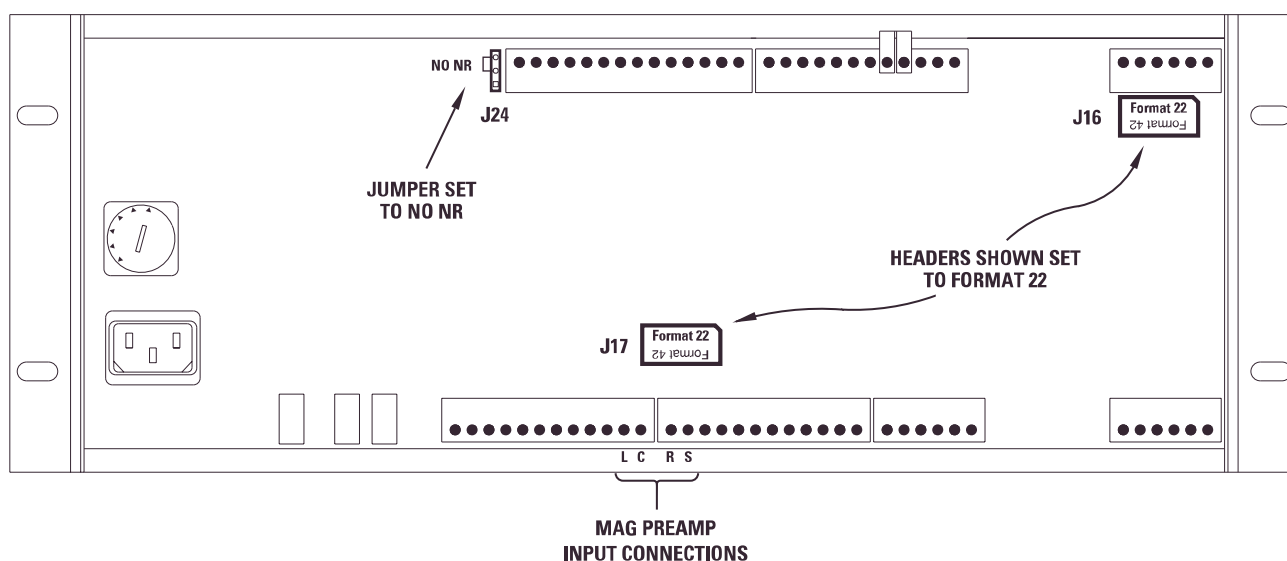 NO NR
J24
JUMPER SET
TO NO NR
J16
Format 22
Format 42
HEADERS SHOWN SET
TO FORMAT 22
J17
Format 22
Format 42
L C R S
MAG PREAMP
INPUT CONNECTIONS